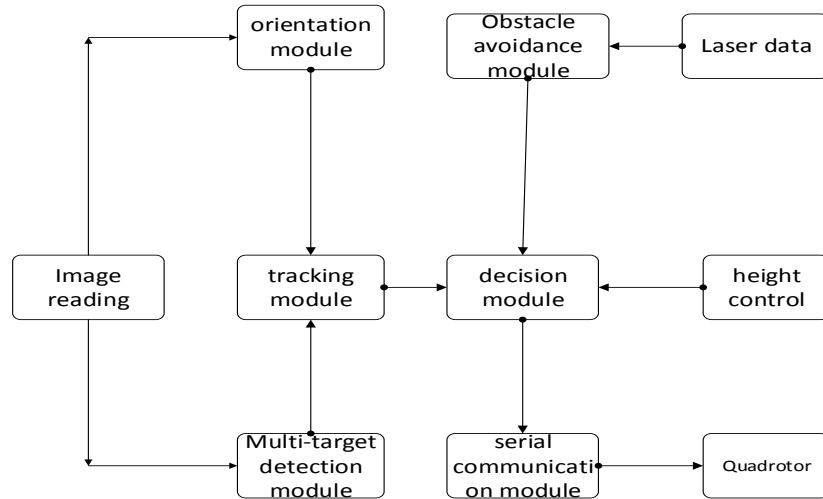 orientation
module
Obstacle
avoidance
module
Laser data
Image
reading
tracking
module
decision
module
height
control
Multi-target
detection
module
serial
communicati
on module
Quadrotor